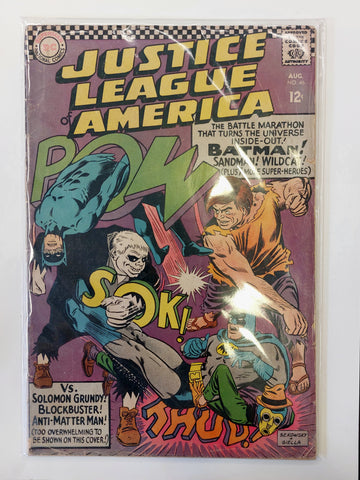 JUSTICE
LEAGUE
of AMERICA
APPROVED
BY THE
COMICS
CODE
AUTHORITY
AUG.
NO. 46
12¢
THE BATTLE MARATHON
THAT TURNS THE UNIVERSE
INSIDE-OUT!
BATMAN!
SANDMAN! WILDCAT!
(PLUS 7 MORE SUPER-HEROES)
POW
SOK!
VS.
SOLOMON GRUNDY!
BLOCKBUSTER!
ANTI-MATTER MAN!
(TOO OVERWHELMING TO
BE SHOWN ON THIS COVER!)
THUD!
SEKOWSKY
&
GIELLA